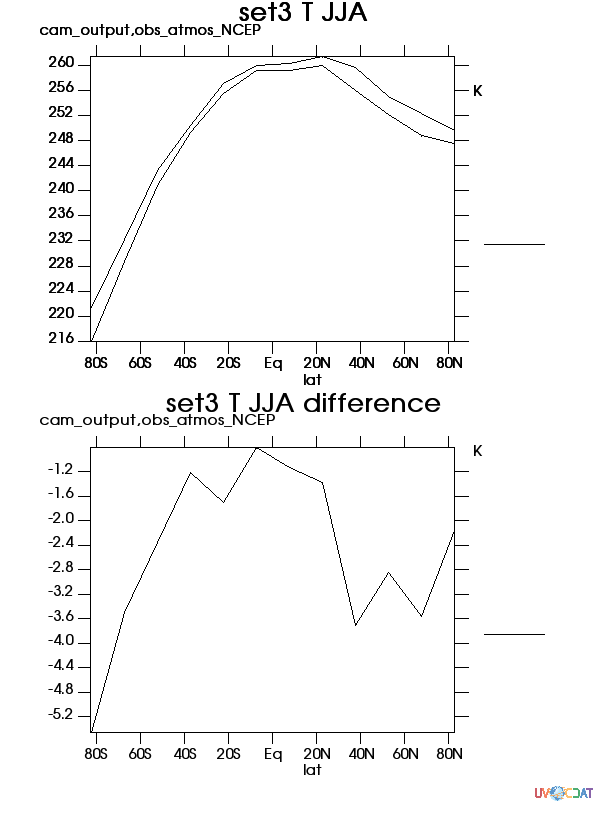 set3 T JJA
cam_output,obs_atmos_NCEP
260
256
252
248
244
240
236
232
228
224
220
216
K
80S 60S 40S 20S Eq 20N 40N 60N 80N
lat
set3 T JJA difference
cam_output,obs_atmos_NCEP
K
-1.2
-1.6
-2.0
-2.4
-2.8
-3.2
-3.6
-4.0
-4.4
-4.8
-5.2
80S 60S 40S 20S Eq 20N 40N 60N 80N
lat
UV CDAT